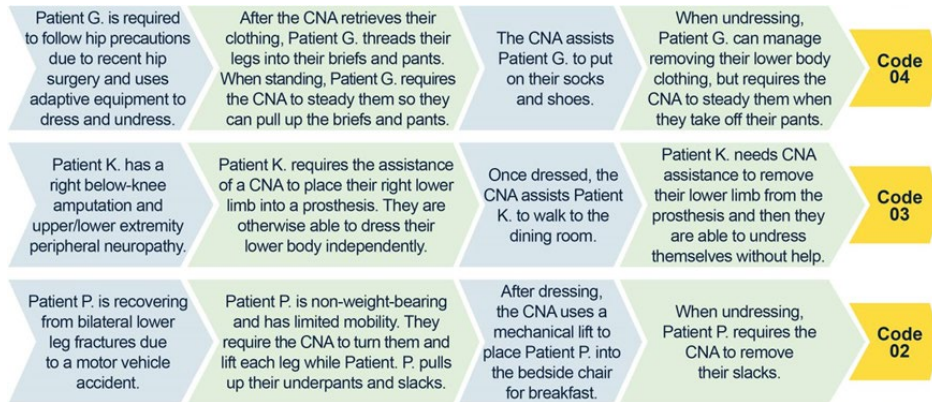 Patient G. is required
to follow hip precautions
due to recent hip
surgery and uses
adaptive equipment to
dress and undress.
After the CNA retrieves their
clothing, Patient G. threads their
legs into their briefs and pants.
When standing, Patient G. requires
the CNA to steady them so they
can pull up the briefs and pants.
The CNA assists
Patient G. to put
on their socks
and shoes.
When undressing,
Patient G. can manage
removing their lower body
clothing, but requires the
CNA to steady them when
they take off their pants.
Code
04
Patient K. has a
right below-knee
amputation and
upper/lower extremity
peripheral neuropathy.
Patient K. requires the assistance
of a CNA to place their right lower
limb into a prosthesis. They are
otherwise able to dress their
lower body independently.
Once dressed, the
CNA assists Patient
K. to walk to the
dining room.
Patient K. needs CNA
assistance to remove
their lower limb from the
prosthesis and then they
are able to undress
themselves without help.
Code
03
Patient P. is recovering
from bilateral lower
leg fractures due
to a motor vehicle
accident.
Patient P. is non-weight-bearing
and has limited mobility. They
require the CNA to turn them and
lift each leg while Patient. P. pulls
up their underpants and slacks.
After dressing,
the CNA uses a
mechanical lift to
place Patient P. into
the bedside chair
for breakfast.
When undressing,
Patient P. requires the
CNA to remove
their slacks.
Code
02